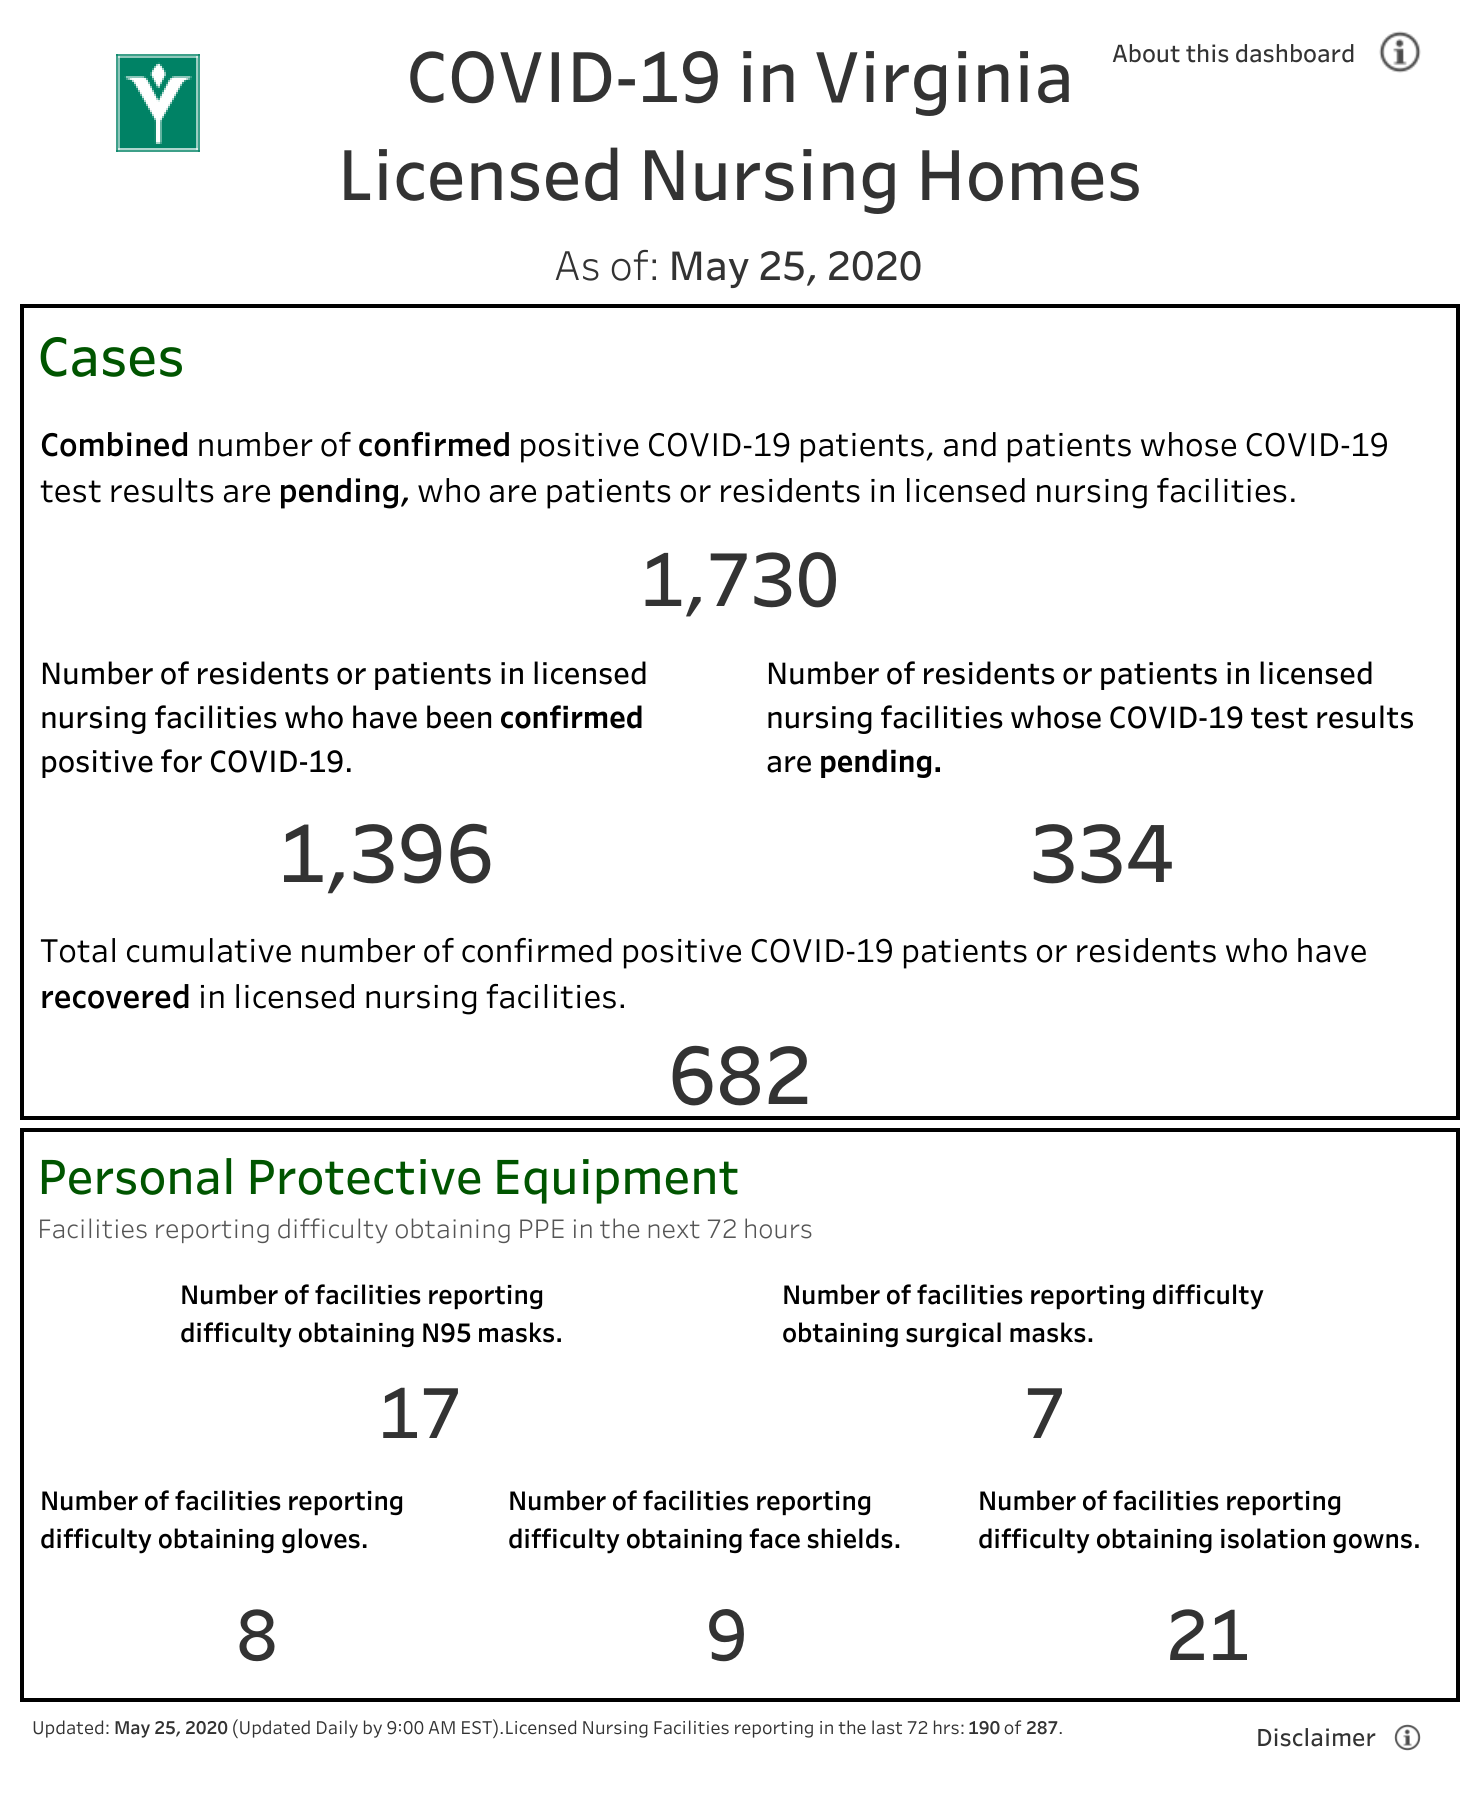 COVID-19 in Virginia
Licensed Nursing Homes
About this dashboard
As of: May 25, 2020
Cases
Combined number of confirmed positive COVID-19 patients, and patients whose COVID-19
test results are pending, who are patients or residents in licensed nursing facilities.
1,730
Number of residents or patients in licensed
nursing facilities who have been confirmed
positive for COVID-19.
1,396
Number of residents or patients in licensed
nursing facilities whose COVID-19 test results
are pending.
334
Total cumulative number of confirmed positive COVID-19 patients or residents who have
recovered in licensed nursing facilities.
682
Personal Protective Equipment
Facilities reporting difficulty obtaining PPE in the next 72 hours
Number of facilities reporting
difficulty obtaining N95 masks.
17
Number of facilities reporting difficulty
obtaining surgical masks.
7
Number of facilities reporting
difficulty obtaining gloves.
8
Number of facilities reporting
difficulty obtaining face shields.
9
Number of facilities reporting
difficulty obtaining isolation gowns.
21
Updated: May 25, 2020 (Updated Daily by 9:00 AM EST).Licensed Nursing Facilities reporting in the last 72 hrs: 190 of 287.
Disclaimer